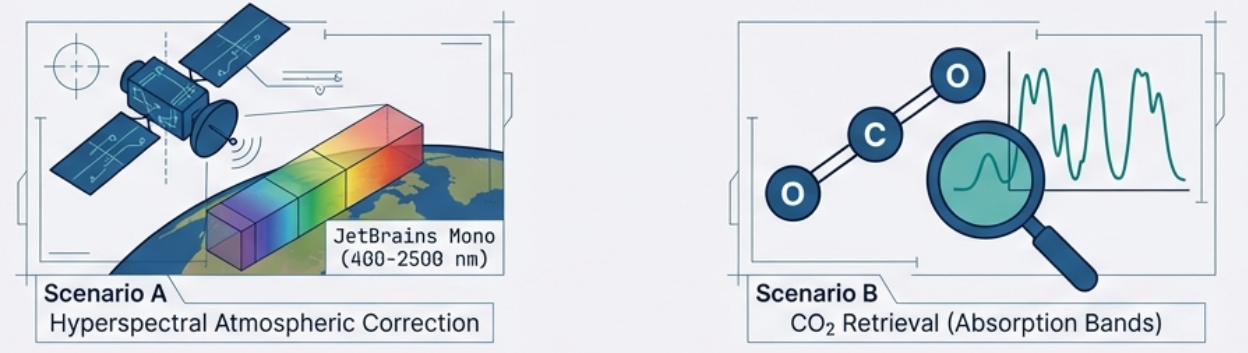 JetBrains Mono
(400-2500 nm)
Scenario A
Hyperspectral Atmospheric Correction
O
C
O
Scenario B
CO₂ Retrieval (Absorption Bands)